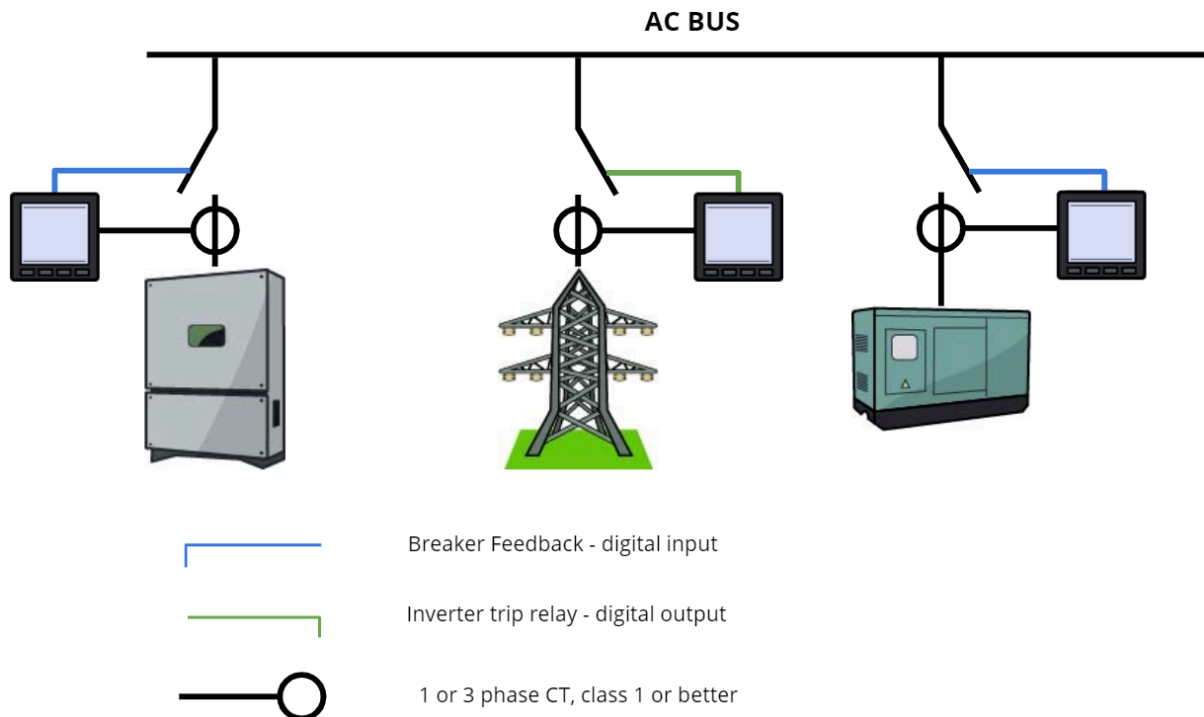 AC BUS
Breaker Feedback - digital input
Inverter trip relay - digital output
1 or 3 phase CT, class 1 or better